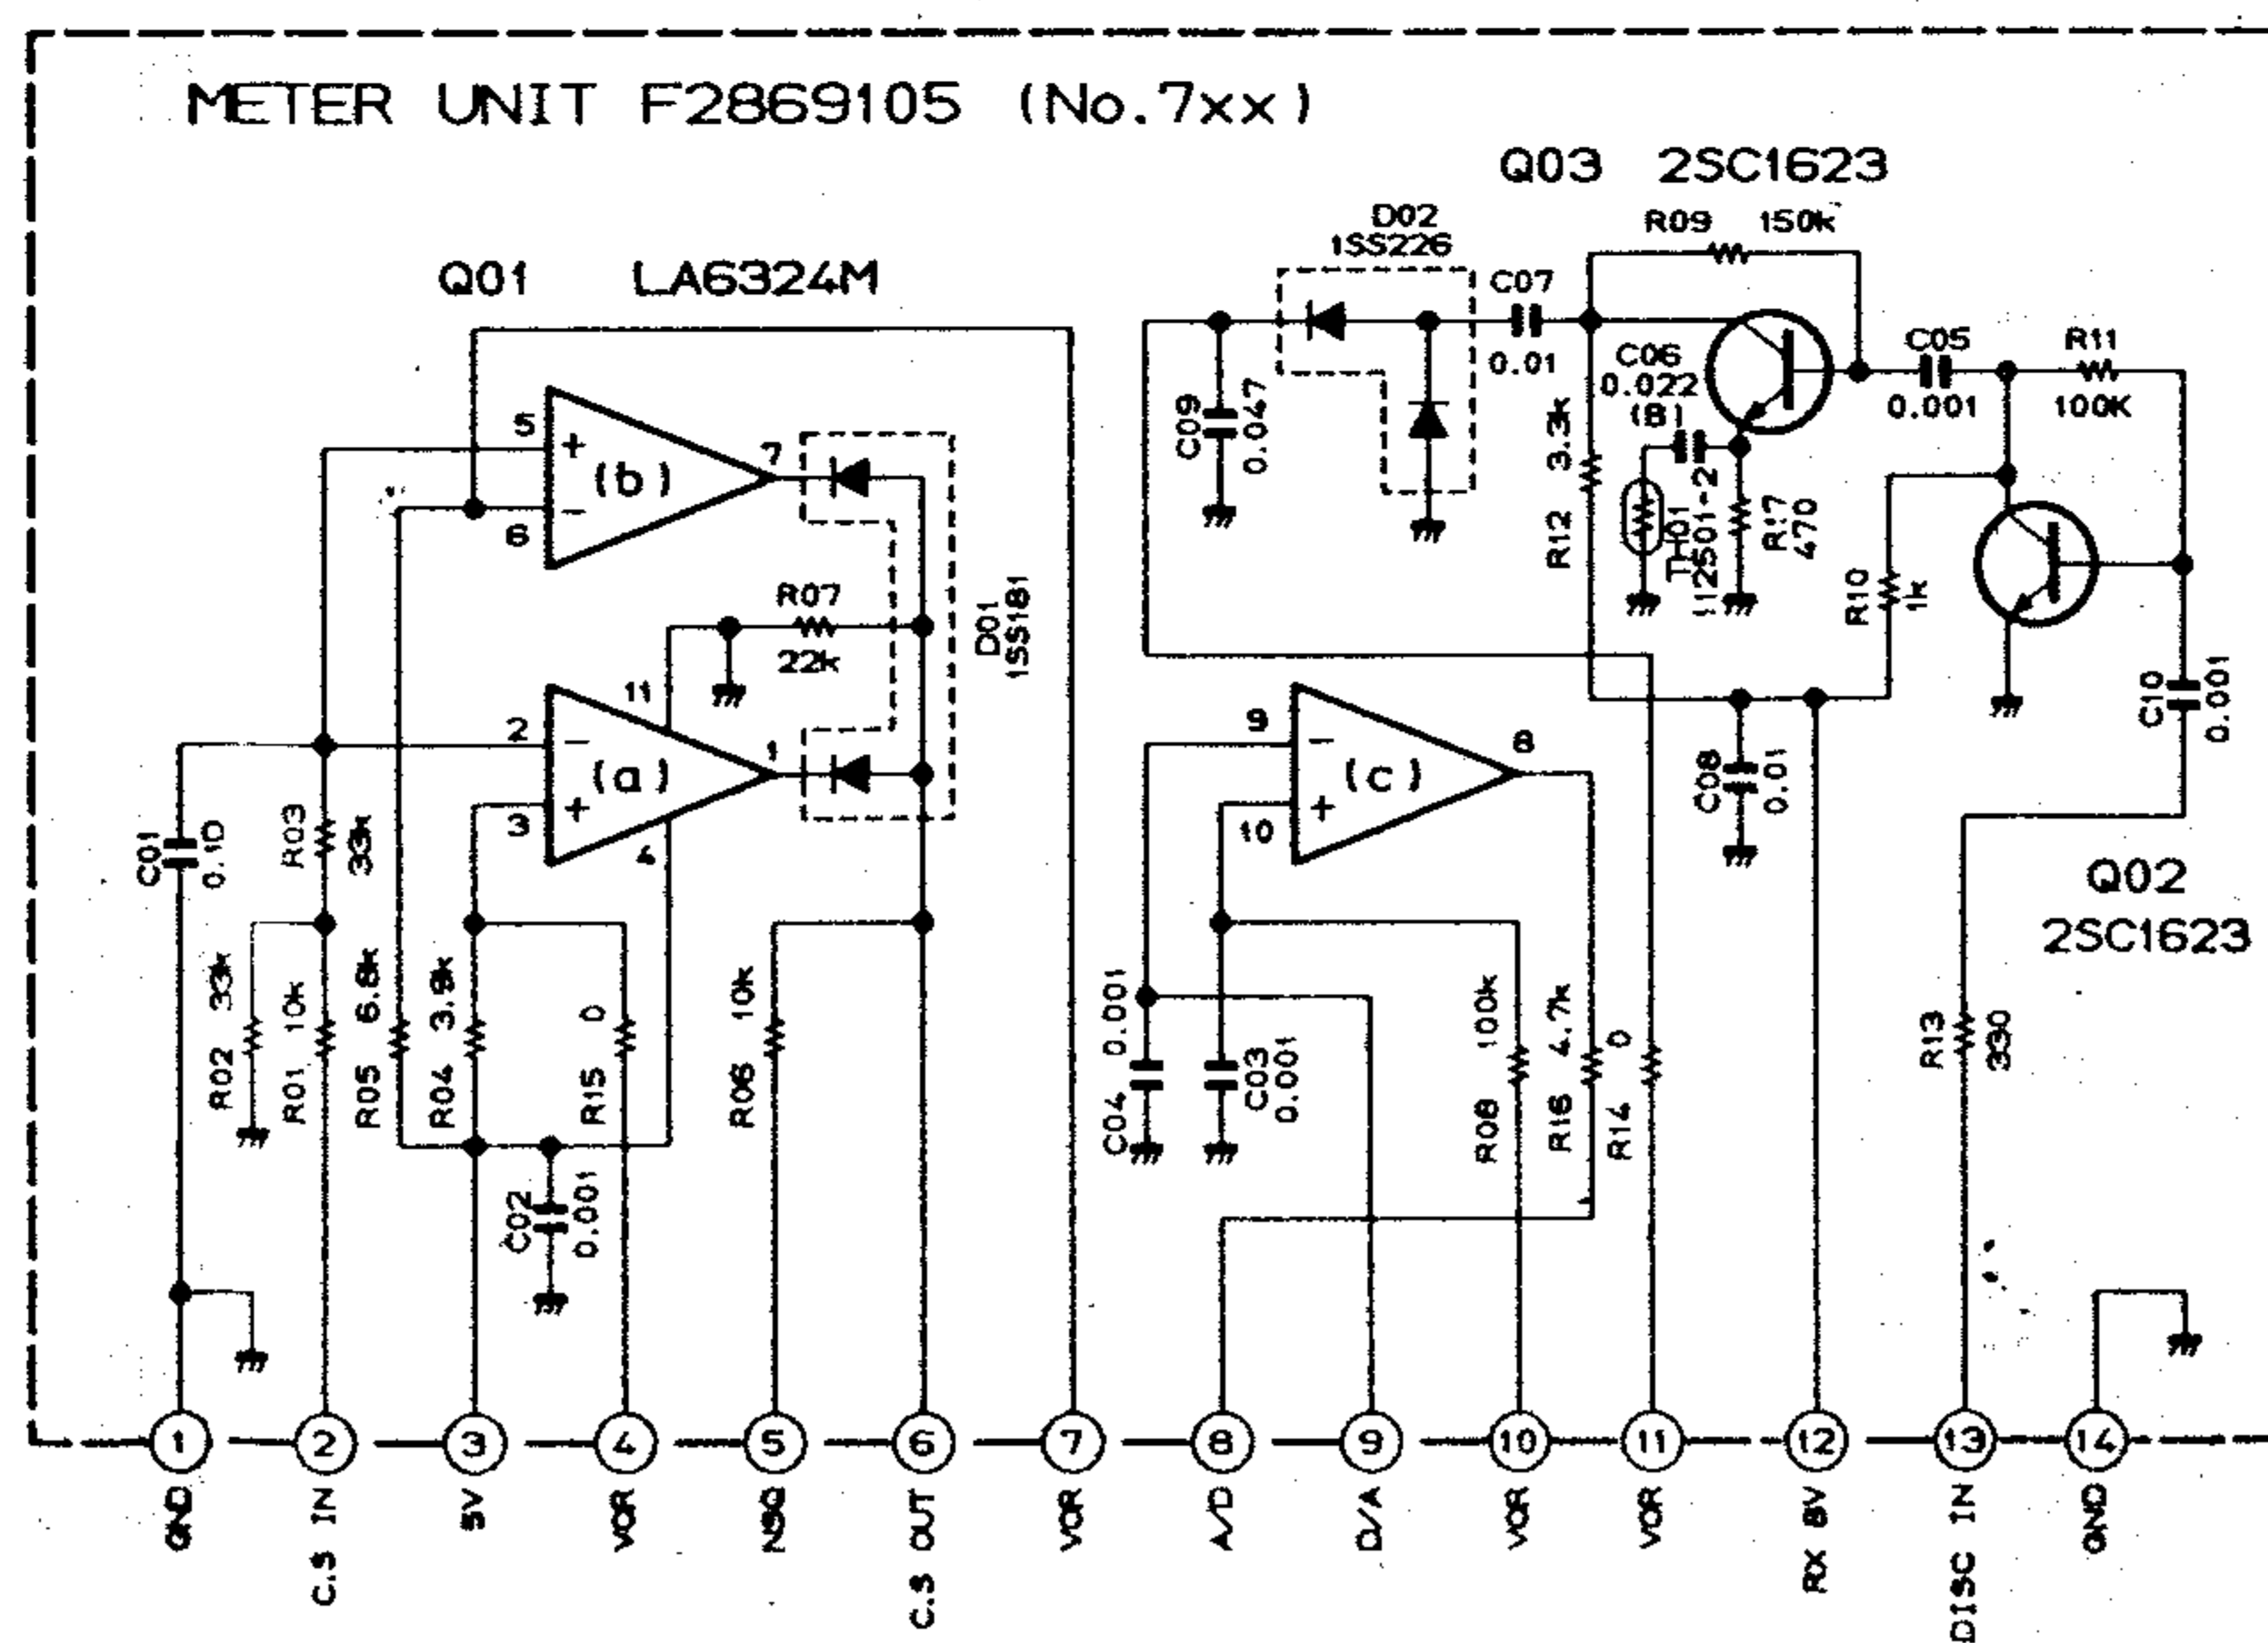 METER UNIT F2869105 (No.7xx)
Q03 2SC1623
R09 150k
D02
1SS226
Q01 LA6324M
C07
0.01
C06
0.022
(B)
C05
0.001
R11
100K
C09
0.047
R12 3.3k
TH01
112501-2
R17
470
R10
1k
C10
0.001
5
+
(b)
7
-
6
D01
1SS181
R07
22k
11
2
-
(a)
1
+
3
4
9
-
(c)
8
+
10
C08
0.01
Q02
2SC1623
C01
0.10
R03
33k
R02 33k
R01 10k
R05 6.8k
R04 3.9k
R15 0
R06 10k
C02
0.001
C04 0.001
C03
0.001
R08 100k
R16 4.7k
R14 0
R13
330
1 2 3 4 5 6 7 8 9 10 11 12 13 14
GND
C.S IN
5V
VOR
C.S OUT
VOR
A/D
D/A
VOR
VOR
RX 8V
DISC IN
GND